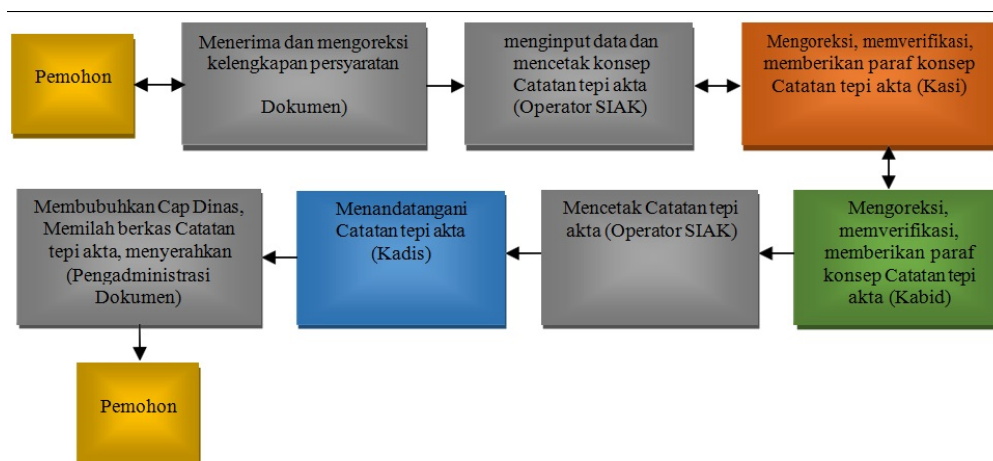 Pemohon
Menerima dan mengoreksi
kelengkapan persyaratan
Dokumen)
menginput data dan
mencetak konsep
Catatan tepi akta
(Operator SIAK)
Mengoreksi, memverifikasi,
memberikan paraf konsep
Catatan tepi akta (Kasi)
Membubuhkan Cap Dinas,
Memilah berkas Catatan
tepi akta, menyerahkan
(Pengadministrasi
Dokumen)
Menandatangani
Catatan tepi akta
(Kadis)
Mencetak Catatan tepi
akta (Operator SIAK)
Mengoreksi,
memverifikasi,
memberikan paraf
konsep Catatan tepi
akta (Kabid)
Pemohon